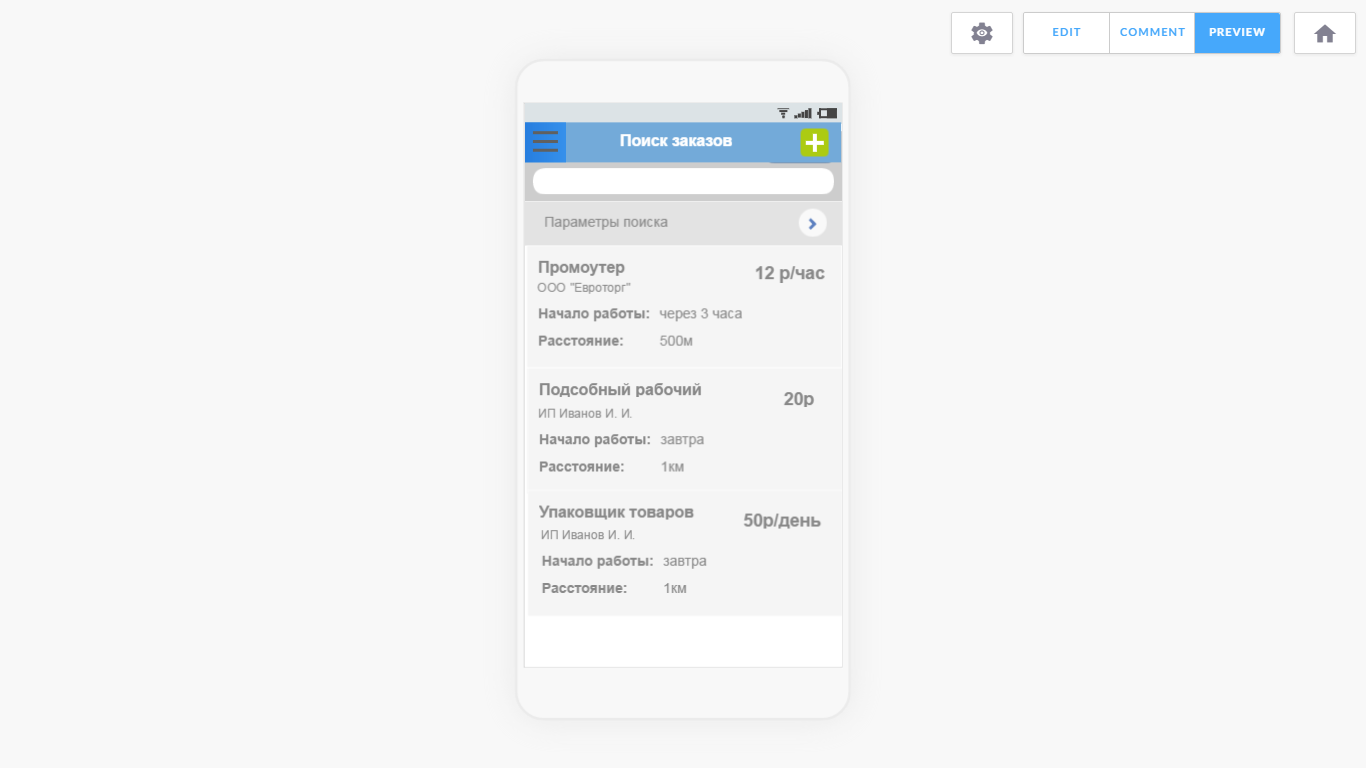 EDIT
COMMENT
PREVIEW
Поиск заказов
Параметры поиска
Промоутер
12 р/час
ООО "Евроторг"
Начало работы: через 3 часа
Расстояние: 500м
Подсобный рабочий
20р
ИП Иванов И. И.
Начало работы: завтра
Расстояние: 1км
Упаковщик товаров
50р/день
ИП Иванов И. И.
Начало работы: завтра
Расстояние: 1км